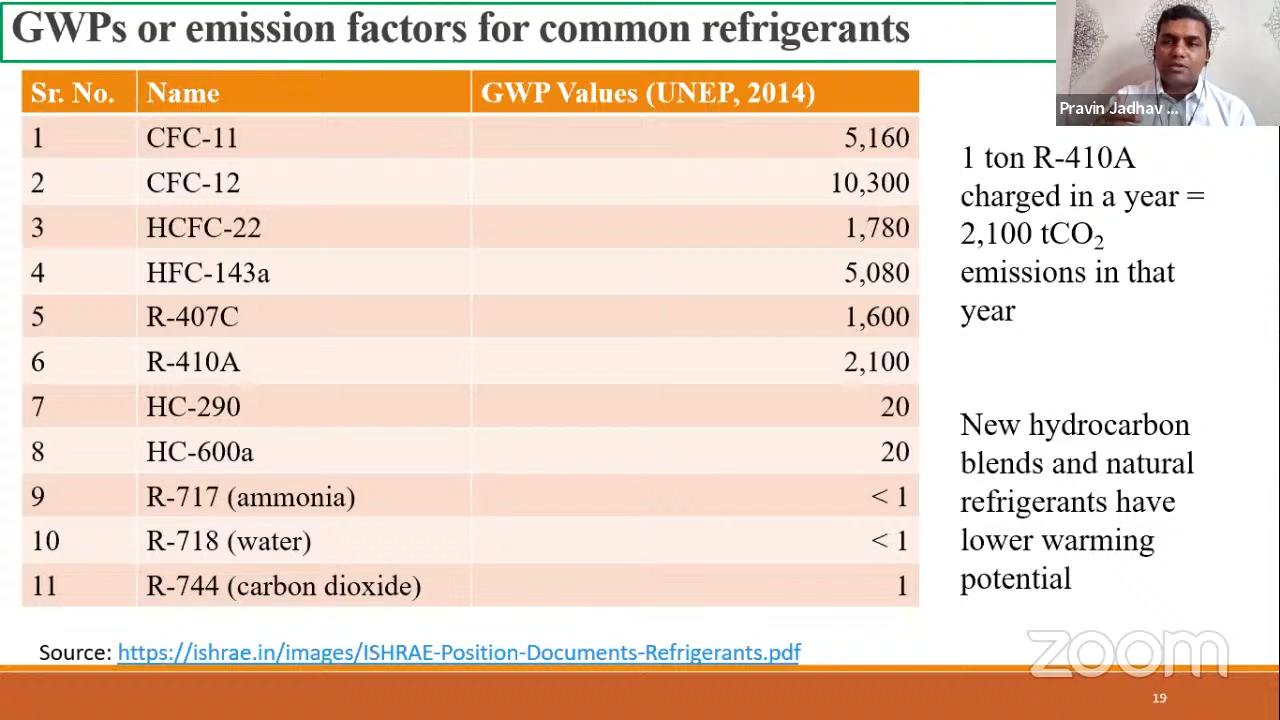 GWPs or emission factors for common refrigerants
Pravin Jadhav ...
Sr. No. Name GWP Values (UNEP, 2014)
1 CFC-11 5,160
2 CFC-12 10,300
3 HCFC-22 1,780
4 HFC-143a 5,080
5 R-407C 1,600
6 R-410A 2,100
7 HC-290 20
8 HC-600a 20
9 R-717 (ammonia) < 1
10 R-718 (water) < 1
11 R-744 (carbon dioxide) 1
1 ton R-410A
charged in a year =
2,100 tCO₂
emissions in that
year
New hydrocarbon
blends and natural
refrigerants have
lower warming
potential
Source: https://ishrae.in/images/ISHRAE-Position-Documents-Refrigerants.pdf
zoom
19